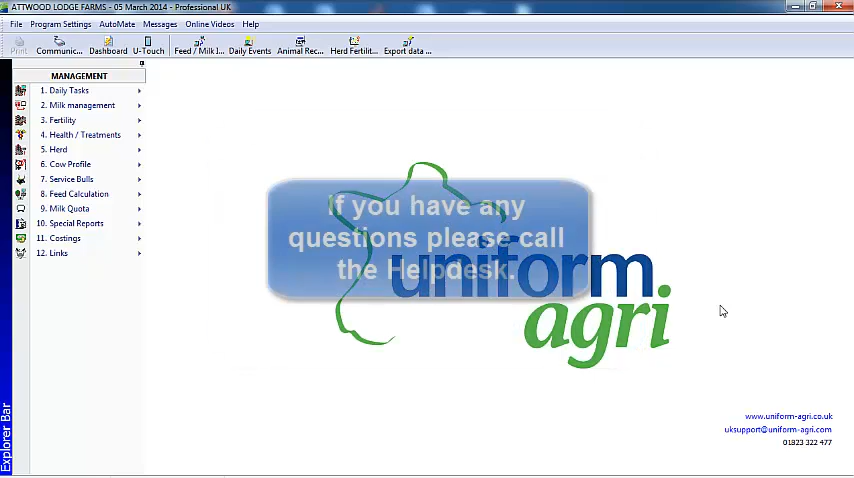 ATTWOOD LODGE FARMS - 05 March 2014 - Professional UK
File Program Settings AutoMate Messages Online Videos Help
Print Communic... Dashboard U-Touch Feed / Milk I... Daily Events Animal Rec... Herd Fertilit... Export data ...
MANAGEMENT
1. Daily Tasks
2. Milk management
3. Fertility
4. Health / Treatments
5. Herd
6. Cow Profile
7. Service Bulls
8. Feed Calculation
9. Milk Quota
10. Special Reports
11. Costings
12. Links
Explorer Bar
If you have any
questions please call
the Helpdesk.
uniform
agri
www.uniform-agri.co.uk
uksupport@uniform-agri.com
01823 322 477